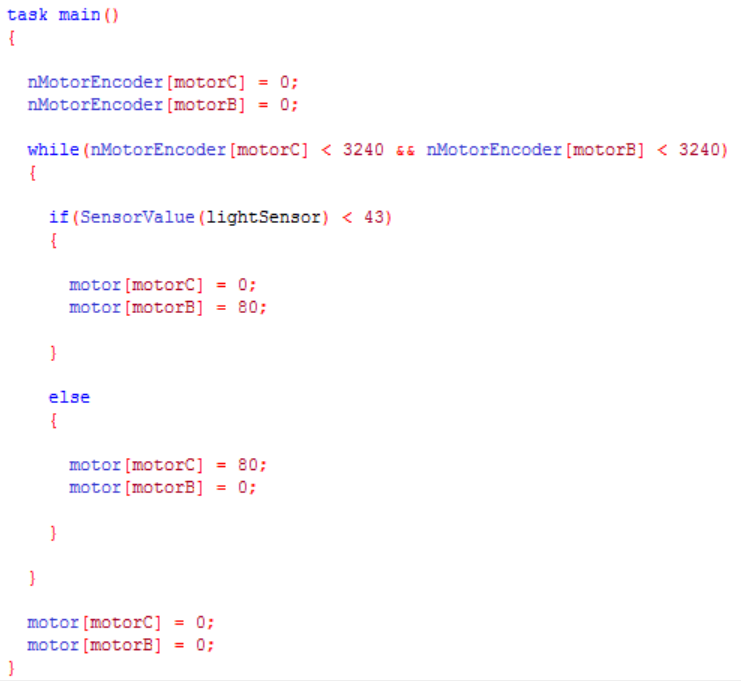 task main()
{
nMotorEncoder[motorC] = 0;
nMotorEncoder[motorB] = 0;
while(nMotorEncoder[motorC] < 3240 && nMotorEncoder[motorB] < 3240)
{
if(SensorValue(lightSensor) < 43)
{
motor[motorC] = 0;
motor[motorB] = 80;
}
else
{
motor[motorC] = 80;
motor[motorB] = 0;
}
}
motor[motorC] = 0;
motor[motorB] = 0;
}